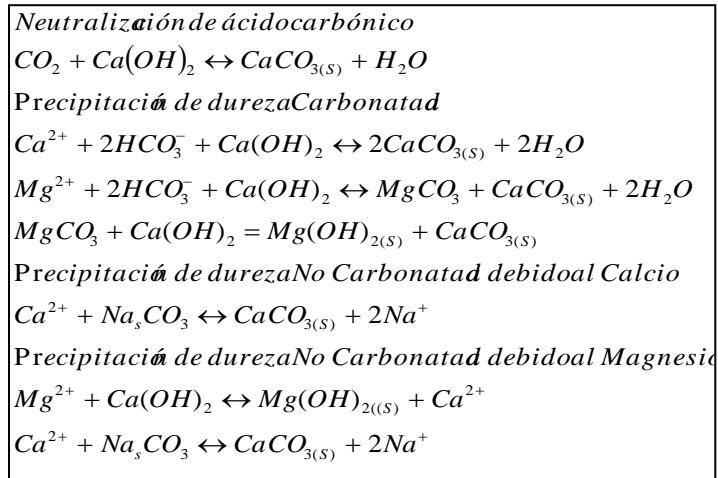 Neutralización de ácido carbónico
CO₂ + Ca(OH)₂ ↔ CaCO₃₍S₎ + H₂O
Precipitación de dureza Carbonatad
Ca²⁺ + 2HCO₃⁻ + Ca(OH)₂ ↔ 2CaCO₃₍S₎ + 2H₂O
Mg²⁺ + 2HCO₃⁻ + Ca(OH)₂ ↔ MgCO₃ + CaCO₃₍S₎ + 2H₂O
MgCO₃ + Ca(OH)₂ = Mg(OH)₂₍S₎ + CaCO₃₍S₎
Precipitación de dureza No Carbonatad debido al Calcio
Ca²⁺ + NaₛCO₃ ↔ CaCO₃₍S₎ + 2Na⁺
Precipitación de dureza No Carbonatad debido al Magnesio
Mg²⁺ + Ca(OH)₂ ↔ Mg(OH)₂₍₍S₎ + Ca²⁺
Ca²⁺ + NaₛCO₃ ↔ CaCO₃₍S₎ + 2Na⁺